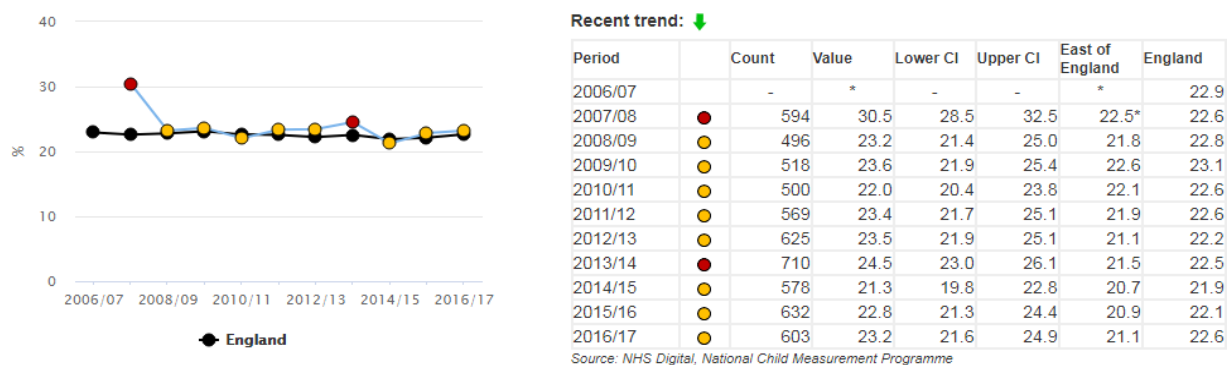 40
30
20
10
0
%
2006/07 2008/09 2010/11 2012/13 2014/15 2016/17
England
Recent trend:
Period Count Value Lower CI Upper CI East of England England
2006/07 - * - - * 22.9
2007/08 594 30.5 28.5 32.5 22.5* 22.6
2008/09 496 23.2 21.4 25.0 21.8 22.8
2009/10 518 23.6 21.9 25.4 22.6 23.1
2010/11 500 22.0 20.4 23.8 22.1 22.6
2011/12 569 23.4 21.7 25.1 21.9 22.6
2012/13 625 23.5 21.9 25.1 21.1 22.2
2013/14 710 24.5 23.0 26.1 21.5 22.5
2014/15 578 21.3 19.8 22.8 20.7 21.9
2015/16 632 22.8 21.3 24.4 20.9 22.1
2016/17 603 23.2 21.6 24.9 21.1 22.6
Source: NHS Digital, National Child Measurement Programme